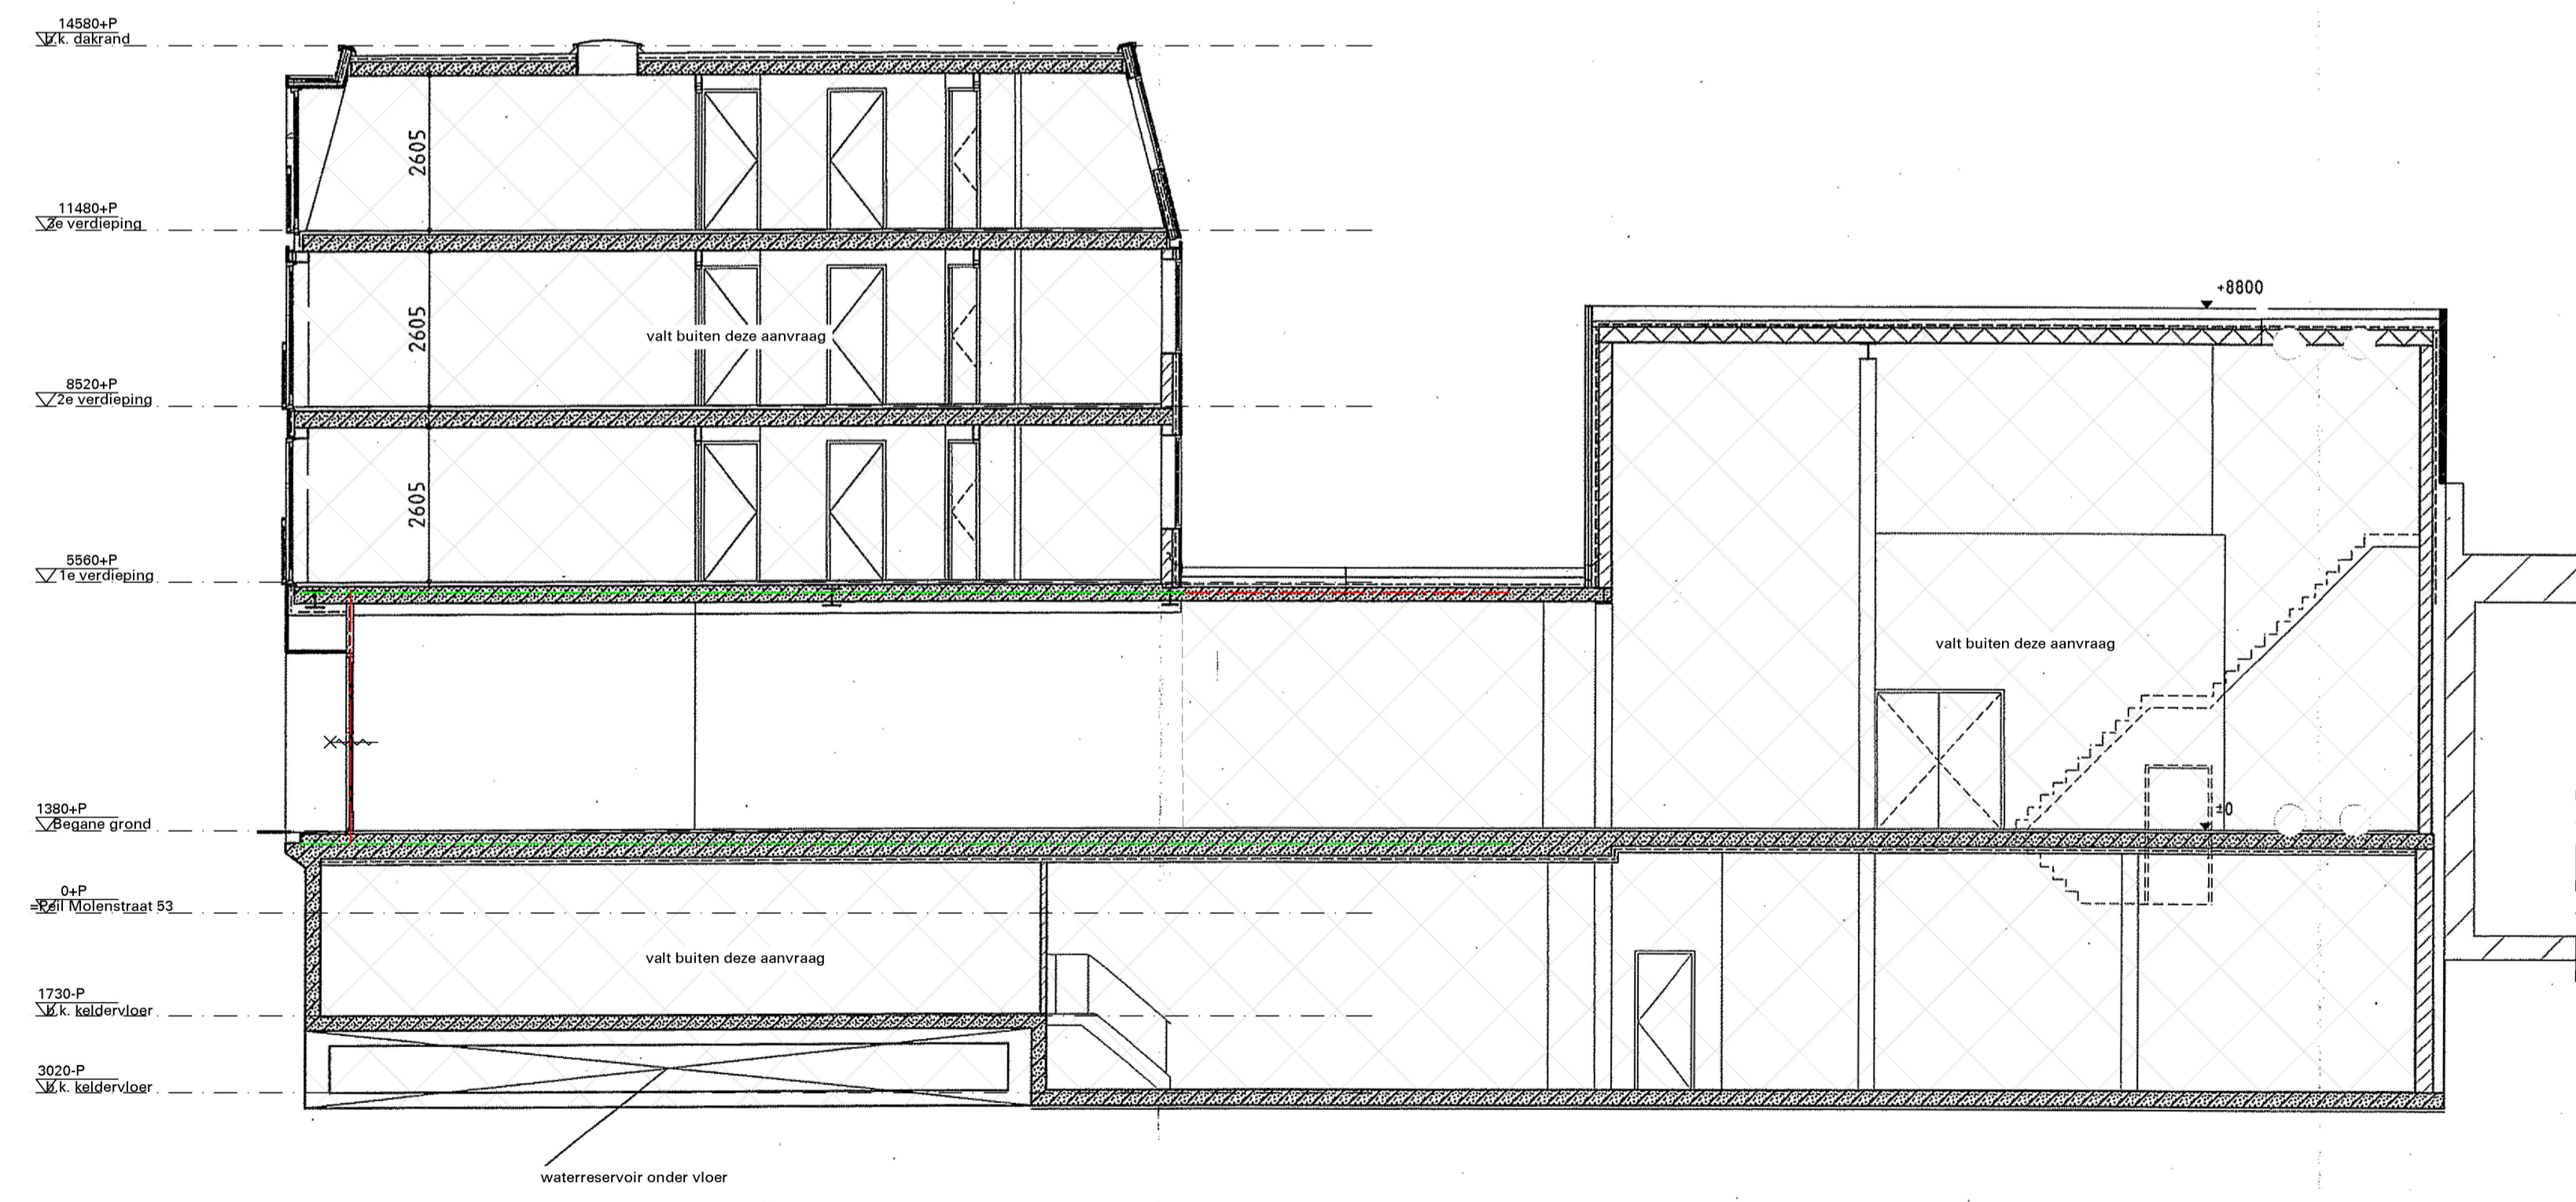 14580+P
b.k. dakrand
2605
11480+P
3e verdieping
+8800
2605
valt buiten deze aanvraag
8520+P
2e verdieping
2605
5560+P
1e verdieping
valt buiten deze aanvraag
1380+P
Begane grond
±0
0+P
=Peil Molenstraat 53
valt buiten deze aanvraag
1730-P
b.k. keldervloer
3020-P
b.k. keldervloer
waterreservoir onder vloer